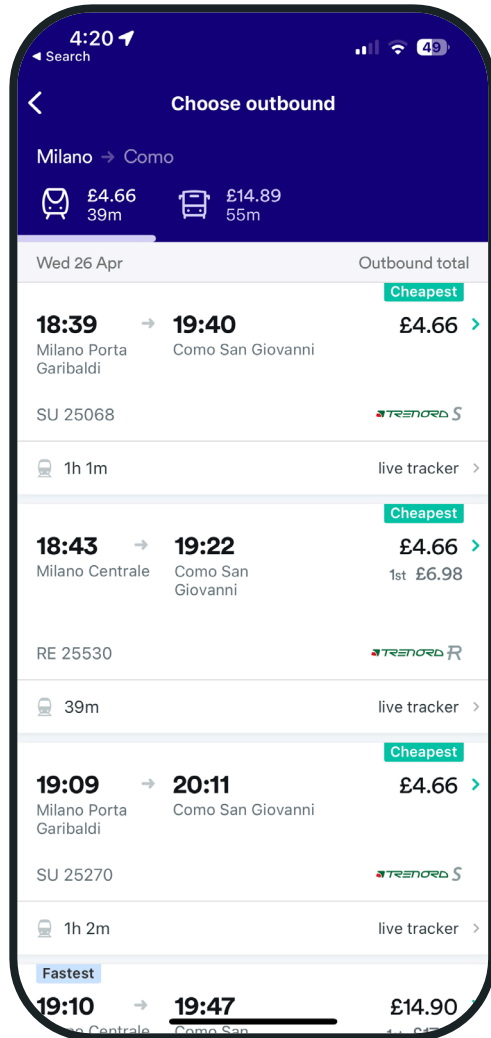 4:20
49
Search
Choose outbound
Milano → Como
£4.66
39m
£14.89
55m
Wed 26 Apr
Outbound total
Cheapest
18:39 → 19:40 £4.66
Milano Porta
Garibaldi
Como San Giovanni
SU 25068
TRENORD S
1h 1m
live tracker
Cheapest
18:43 → 19:22 £4.66
Milano Centrale
Como San
Giovanni
1st £6.98
RE 25530
TRENORD R
39m
live tracker
Cheapest
19:09 → 20:11 £4.66
Milano Porta
Garibaldi
Como San Giovanni
SU 25270
TRENORD S
1h 2m
live tracker
Fastest
19:10 → 19:47 £14.90
Centrale
Como San